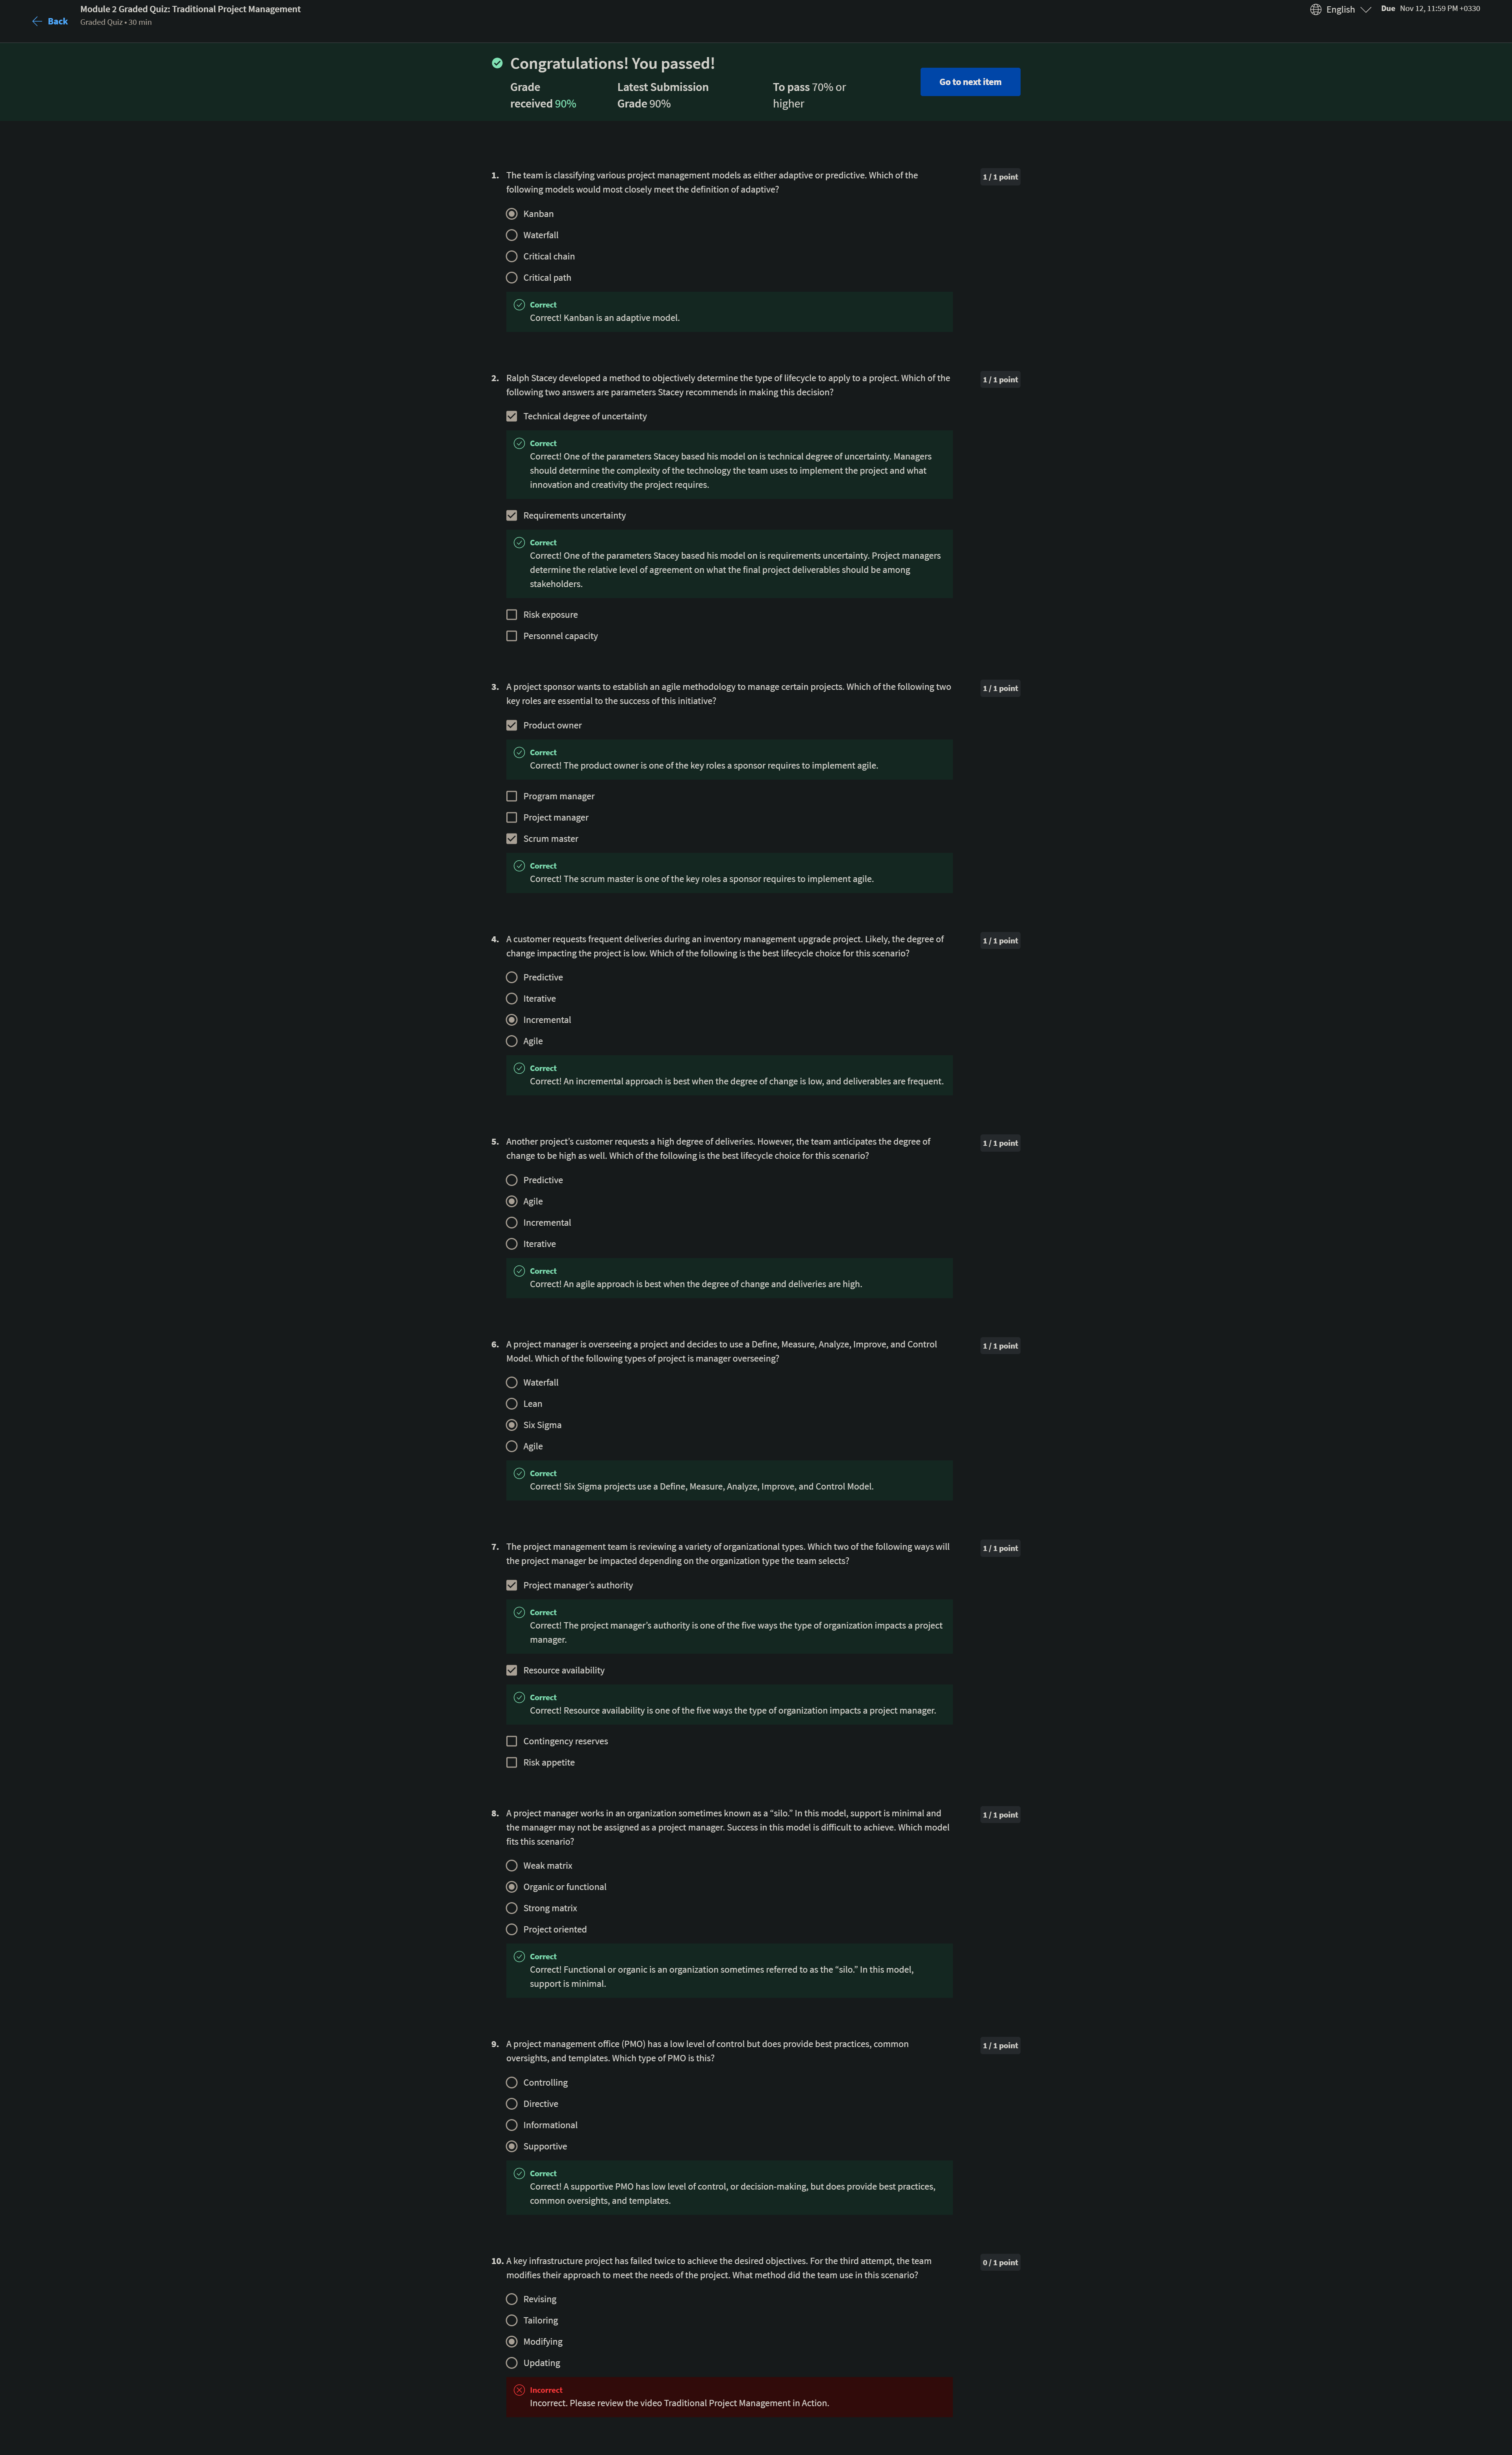 Back
Module 2 Graded Quiz: Traditional Project Management
Graded Quiz • 30 min
English
Due Nov 12, 11:59 PM +0330
Congratulations! You passed!
Grade
received 90%
Latest Submission
Grade 90%
To pass 70% or
higher
Go to next item
1. The team is classifying various project management models as either adaptive or predictive. Which of the
following models would most closely meet the definition of adaptive?
1 / 1 point
Kanban
Waterfall
Critical chain
Critical path
Correct
Correct! Kanban is an adaptive model.
2. Ralph Stacey developed a method to objectively determine the type of lifecycle to apply to a project. Which of the
following two answers are parameters Stacey recommends in making this decision?
1 / 1 point
Technical degree of uncertainty
Correct
Correct! One of the parameters Stacey based his model on is technical degree of uncertainty. Managers
should determine the complexity of the technology the team uses to implement the project and what
innovation and creativity the project requires.
Requirements uncertainty
Correct
Correct! One of the parameters Stacey based his model on is requirements uncertainty. Project managers
determine the relative level of agreement on what the final project deliverables should be among
stakeholders.
Risk exposure
Personnel capacity
3. A project sponsor wants to establish an agile methodology to manage certain projects. Which of the following two
key roles are essential to the success of this initiative?
1 / 1 point
Product owner
Correct
Correct! The product owner is one of the key roles a sponsor requires to implement agile.
Program manager
Project manager
Scrum master
Correct
Correct! The scrum master is one of the key roles a sponsor requires to implement agile.
4. A customer requests frequent deliveries during an inventory management upgrade project. Likely, the degree of
change impacting the project is low. Which of the following is the best lifecycle choice for this scenario?
1 / 1 point
Predictive
Iterative
Incremental
Agile
Correct
Correct! An incremental approach is best when the degree of change is low, and deliverables are frequent.
5. Another project’s customer requests a high degree of deliveries. However, the team anticipates the degree of
change to be high as well. Which of the following is the best lifecycle choice for this scenario?
1 / 1 point
Predictive
Agile
Incremental
Iterative
Correct
Correct! An agile approach is best when the degree of change and deliveries are high.
6. A project manager is overseeing a project and decides to use a Define, Measure, Analyze, Improve, and Control
Model. Which of the following types of project is manager overseeing?
1 / 1 point
Waterfall
Lean
Six Sigma
Agile
Correct
Correct! Six Sigma projects use a Define, Measure, Analyze, Improve, and Control Model.
7. The project management team is reviewing a variety of organizational types. Which two of the following ways will
the project manager be impacted depending on the organization type the team selects?
1 / 1 point
Project manager’s authority
Correct
Correct! The project manager’s authority is one of the five ways the type of organization impacts a project
manager.
Resource availability
Correct
Correct! Resource availability is one of the five ways the type of organization impacts a project manager.
Contingency reserves
Risk appetite
8. A project manager works in an organization sometimes known as a “silo.” In this model, support is minimal and
the manager may not be assigned as a project manager. Success in this model is difficult to achieve. Which model
fits this scenario?
1 / 1 point
Weak matrix
Organic or functional
Strong matrix
Project oriented
Correct
Correct! Functional or organic is an organization sometimes referred to as the “silo.” In this model,
support is minimal.
9. A project management office (PMO) has a low level of control but does provide best practices, common
oversights, and templates. Which type of PMO is this?
1 / 1 point
Controlling
Directive
Informational
Supportive
Correct
Correct! A supportive PMO has low level of control, or decision-making, but does provide best practices,
common oversights, and templates.
10. A key infrastructure project has failed twice to achieve the desired objectives. For the third attempt, the team
modifies their approach to meet the needs of the project. What method did the team use in this scenario?
0 / 1 point
Revising
Tailoring
Modifying
Updating
Incorrect
Incorrect. Please review the video Traditional Project Management in Action.